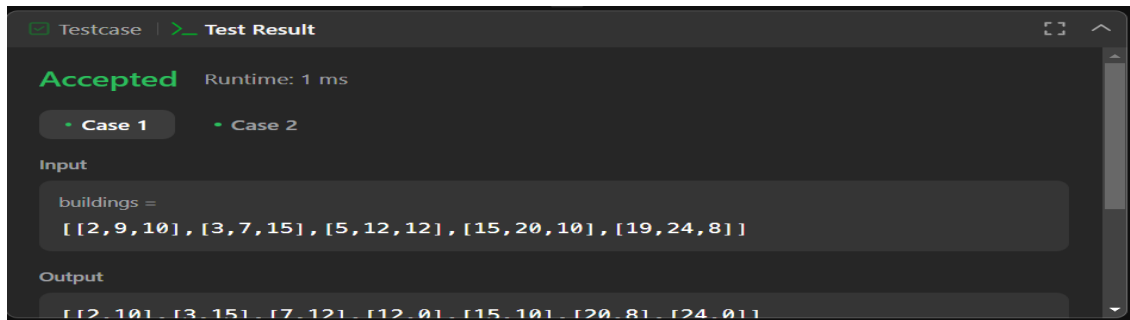 Testcase | >_ Test Result
Accepted Runtime: 1 ms
• Case 1 • Case 2
Input
buildings =
[[2,9,10],[3,7,15],[5,12,12],[15,20,10],[19,24,8]]
Output
[[2,10],[3,15],[7,12],[12,0],[15,10],[20,8],[24,0]]